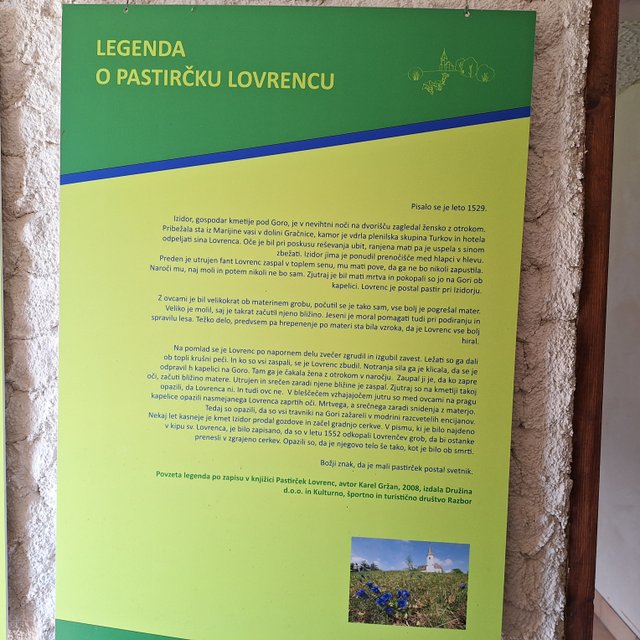 LEGENDA
O PASTIRČKU LOVRENCU
Pisalo se je leto 1529.
Izidor, gospodar kmetije pod Goro, je v nevihtni noči na dvorišču zagledal žensko z otrokom.
Pribežala sta iz Marijine vasi v dolini Gračnice, kamor je vdrla plenilska skupina Turkov in hotela
odpeljati sina Lovrenca. Oče je bil pri poskusu reševanja ubit, ranjena mati pa je uspela s sinom
zbežati. Izidor jima je ponudil prenočišče med hlapci v hlevu.
Preden je utrujen fant Lovrenc zaspal v toplem senu, mu mati pove, da ga ne bo nikoli zapustila.
Naroči mu, naj moli in potem nikoli ne bo sam. Zjutraj je bil mati mrtva in pokopali so jo na Gori ob
kapelici. Lovrenc je postal pastir pri Izidorju.
Z ovcami je bil velikokrat ob materinem grobu, počutil se je tako sam, vse bolj je pogrešal mater.
Veliko je molil, saj je takrat začutil njeno bližino. Jeseni je moral pomagati tudi pri podiranju in
spravilu lesa. Težko delo, predvsem pa hrepenenje po materi sta bila vzroka, da je Lovrenc vse bolj
hiral.
Na pomlad se je Lovrenc po napornem delu zvečer zgrudil in izgubil zavest. Ležati so ga dali
ob topli krušni peči. In ko so vsi zaspali, se je Lovrenc zbudil. Notranja sila ga je klicala, da se je
odpravil h kapelici na Goro. Tam ga je čakala žena z otrokom v naročju. Zaupal ji je, da ko zapre
oči, začuti bližino matere. Utrujen in srečen zaradi njene bližine je zaspal. Zjutraj so na kmetiji takoj
opazili, da Lovrenca ni. In tudi ovc ne. V bleščečem vzhajajočem jutru so med ovcami na pragu
kapelice opazili nasmejanega Lovrenca zaprtih oči. Mrtvega, a srečnega zaradi snidenja z materjo.
Tedaj so opazili, da so vsi travniki na Gori zažareli v modrini razcvetelih encijanov.
Nekaj let kasneje je kmet Izidor prodal gozdove in začel gradnjo cerkve. V pismu, ki je bilo najdeno
v kipu sv. Lovrenca, je bilo zapisano, da so v letu 1552 odkopali Lovrenčev grob, da bi ostanke
prenesli v zgrajeno cerkev. Opazili so, da je njegovo telo še tako, kot je bilo ob smrti.
Božji znak, da je mali pastirček postal svetnik.
Povzeta legenda po zapisu v knjižici Pastirček Lovrenc, avtor Karel Gržan, 2008, izdala Družina
d.o.o. in Kulturno, športno in turistično društvo Razbor